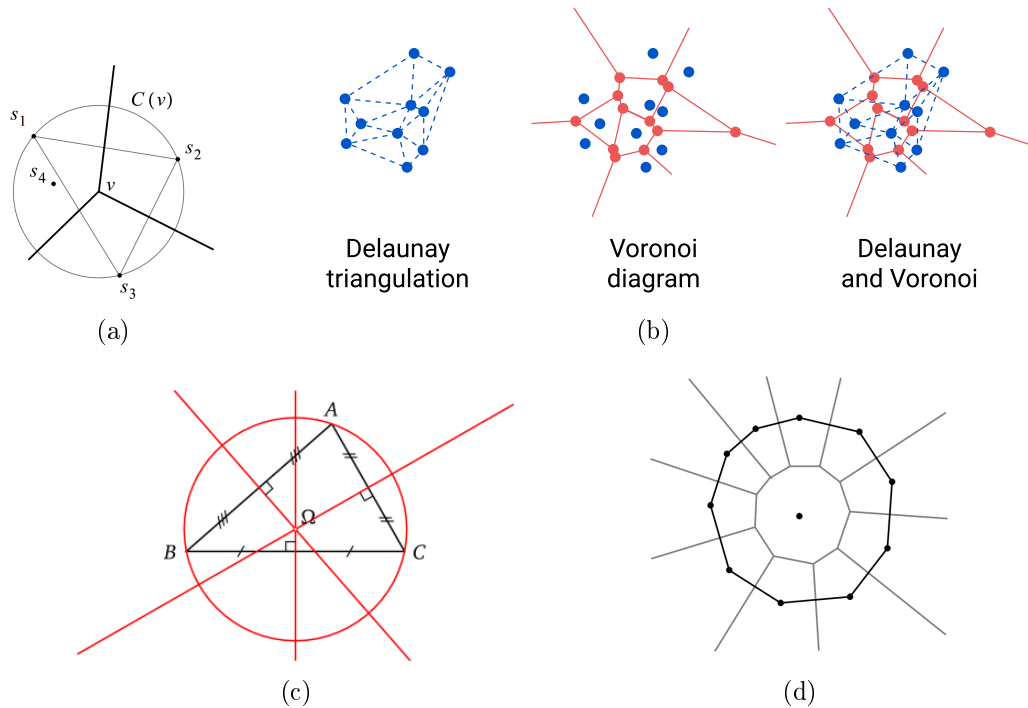 C (v)
s1
s2
s4
v
s3
Delaunay
triangulation
Voronoi
diagram
Delaunay
and Voronoi
(a)
(b)
A
Ω
B
C
(c)
(d)